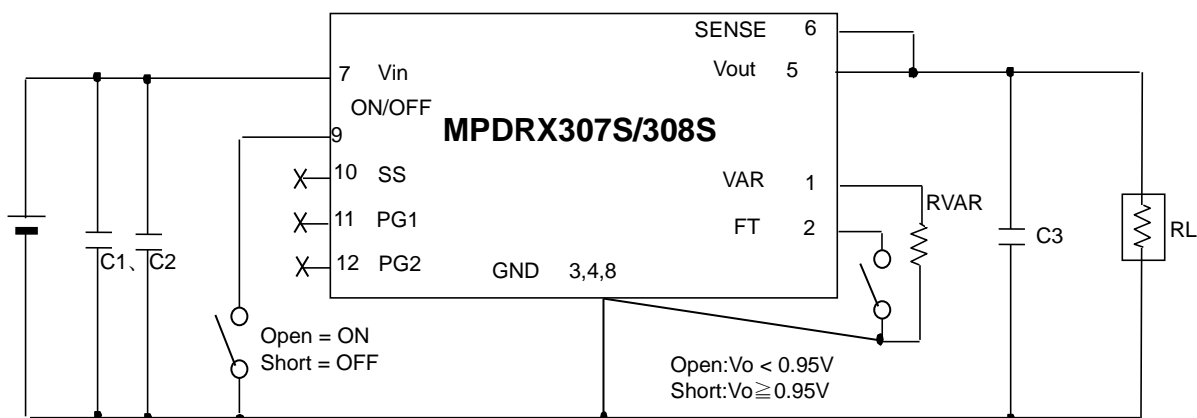 SENSE 6
7 Vin
Vout 5
ON/OFF
9
MPDRX307S/308S
10 SS
VAR 1
RVAR
11 PG1
FT 2
C3
RL
C1、C2
12 PG2
GND 3,4,8
Open = ON
Short = OFF
Open:Vo < 0.95V
Short:Vo≧0.95V